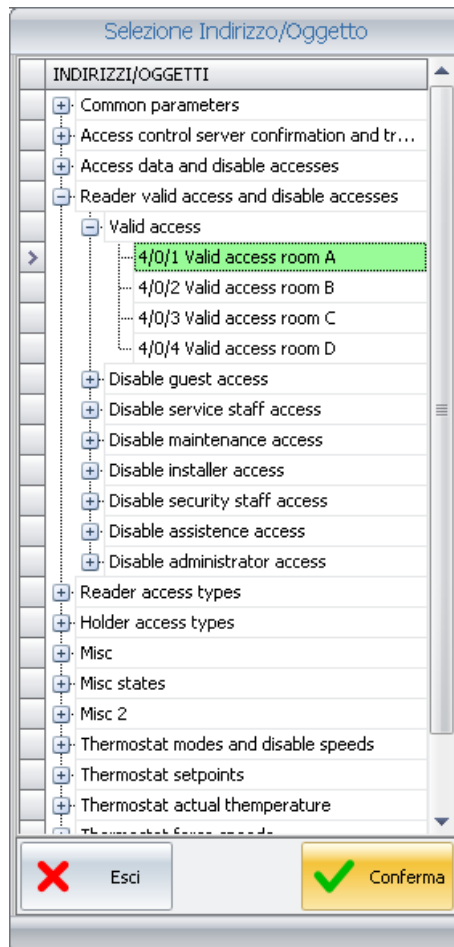 Selezione Indirizzo/Oggetto
INDIRIZZI/OGGETTI
Common parameters
Access control server confirmation and tr...
Access data and disable accesses
Reader valid access and disable accesses
Valid access
4/0/1 Valid access room A
4/0/2 Valid access room B
4/0/3 Valid access room C
4/0/4 Valid access room D
Disable guest access
Disable service staff access
Disable maintenance access
Disable installer access
Disable security staff access
Disable assistence access
Disable administrator access
Reader access types
Holder access types
Misc
Misc states
Misc 2
Thermostat modes and disable speeds
Thermostat setpoints
Thermostat actual themperature
Thermostat force speeds
Esci
Conferma